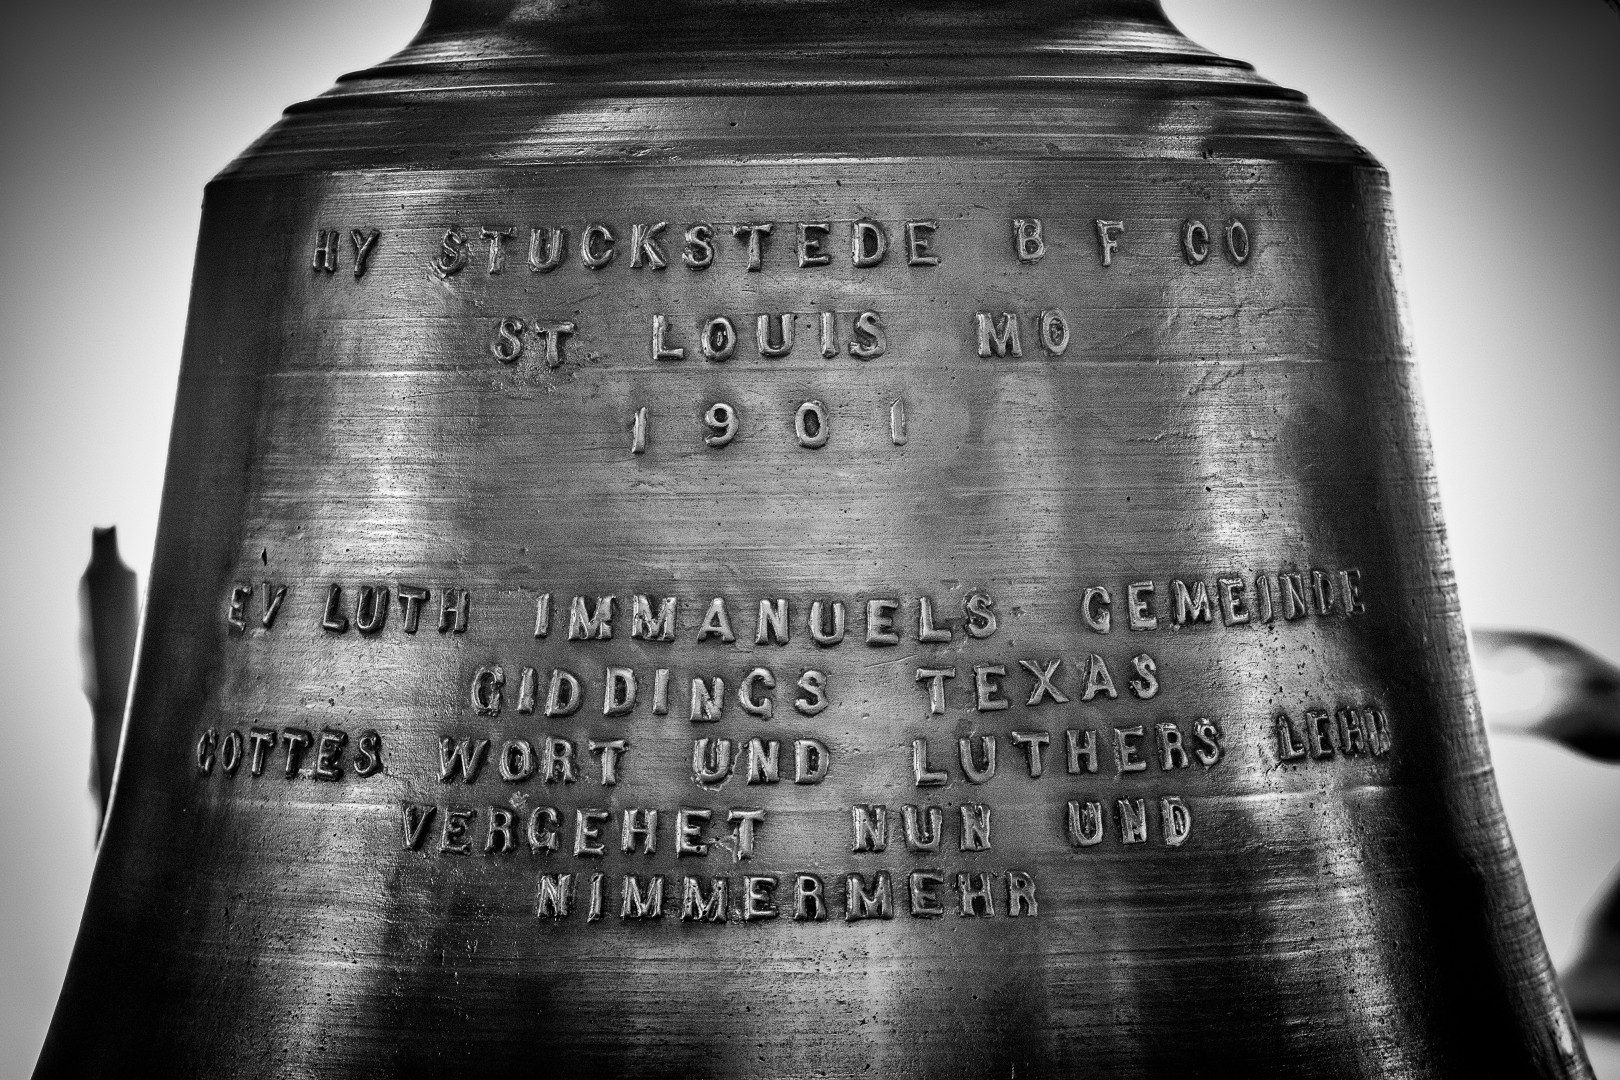 HY STUCKSTEDE B F CO
ST LOUIS MO
1901
EV LUTH IMMANUELS GEMEINDE
GIDDINGS TEXAS
GOTTES WORT UND LUTHERS LEHR
VERGEHET NUN UND
NIMMERMEHR